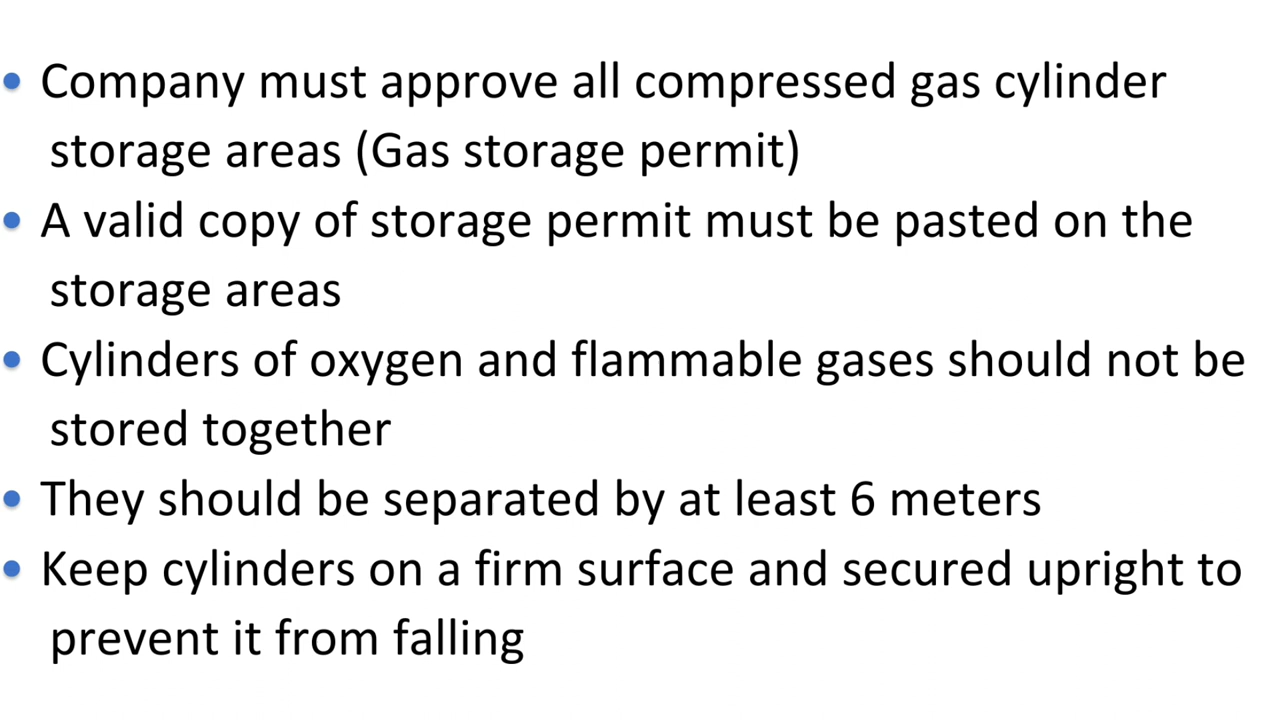 • Company must approve all compressed gas cylinder
storage areas (Gas storage permit)
• A valid copy of storage permit must be pasted on the
storage areas
• Cylinders of oxygen and flammable gases should not be
stored together
• They should be separated by at least 6 meters
• Keep cylinders on a firm surface and secured upright to
prevent it from falling